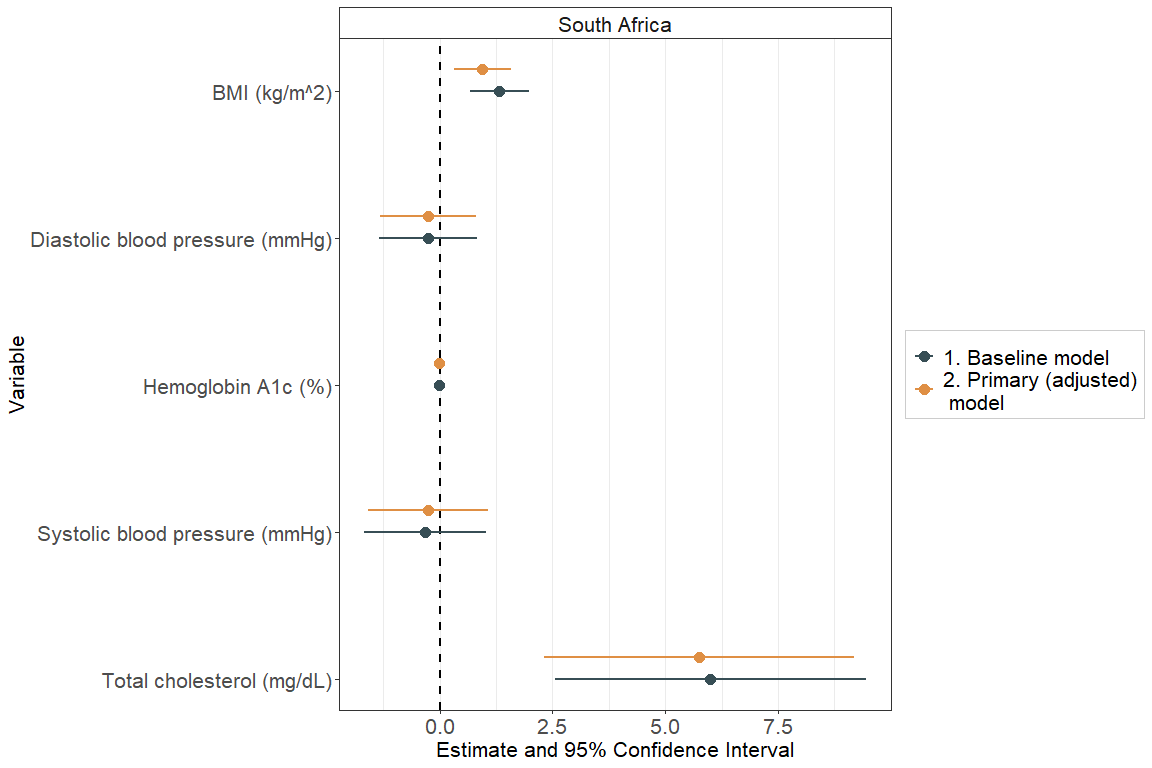 South Africa
BMI (kg/m^2)
Diastolic blood pressure (mmHg)
Hemoglobin A1c (%)
Systolic blood pressure (mmHg)
Total cholesterol (mg/dL)
Variable
0.0 2.5 5.0 7.5
Estimate and 95% Confidence Interval
1. Baseline model
2. Primary (adjusted)
model